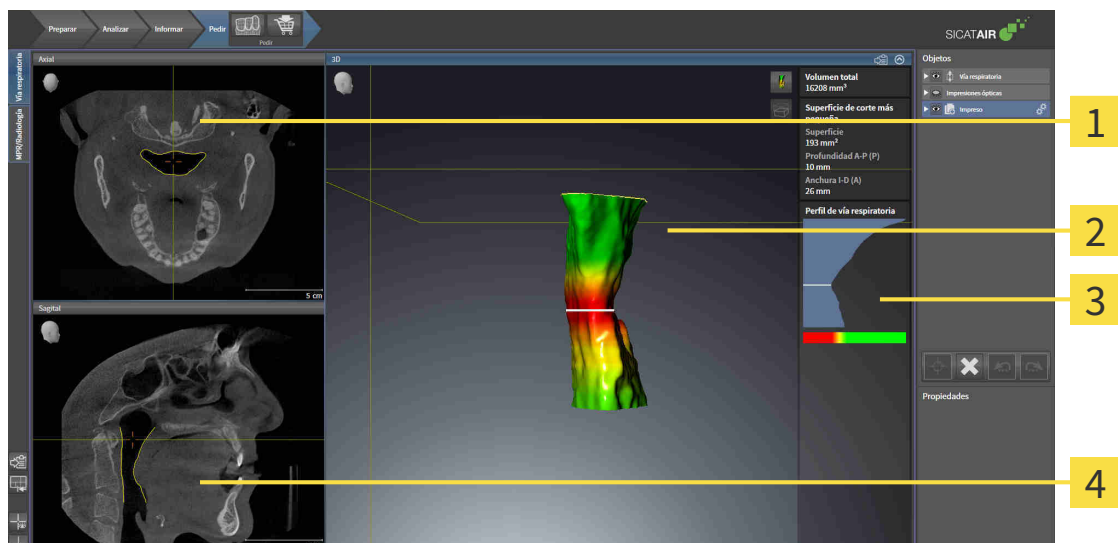 Preparar
Analizar
Informar
Pedir
Pedir
SICATAIR
Vía respiratoria
MPR/Radiología
Axial
5 cm
Sagital
3D
Volumen total
16208 mm³
Superficie de corte más
pequeña
Superficie
193 mm²
Profundidad A-P (P)
10 mm
Anchura I-D (A)
26 mm
Perfil de vía respiratoria
Objetos
Vía respiratoria
Impresiones ópticas
Impreso
Propiedades
1
2
3
4